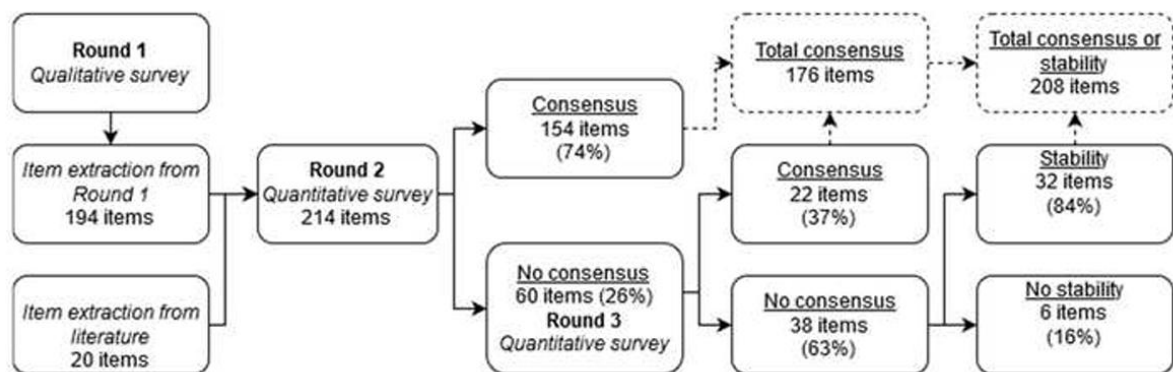 Round 1
Qualitative survey
Item extraction from
Round 1
194 items
Item extraction from
literature
20 items
Round 2
Quantitative survey
214 items
Consensus
154 items
(74%)
No consensus
60 items (26%)
Round 3
Quantitative survey
Total consensus
176 items
Consensus
22 items
(37%)
No consensus
38 items
(63%)
Total consensus or
stability
208 items
Stability
32 items
(84%)
No stability
6 items
(16%)